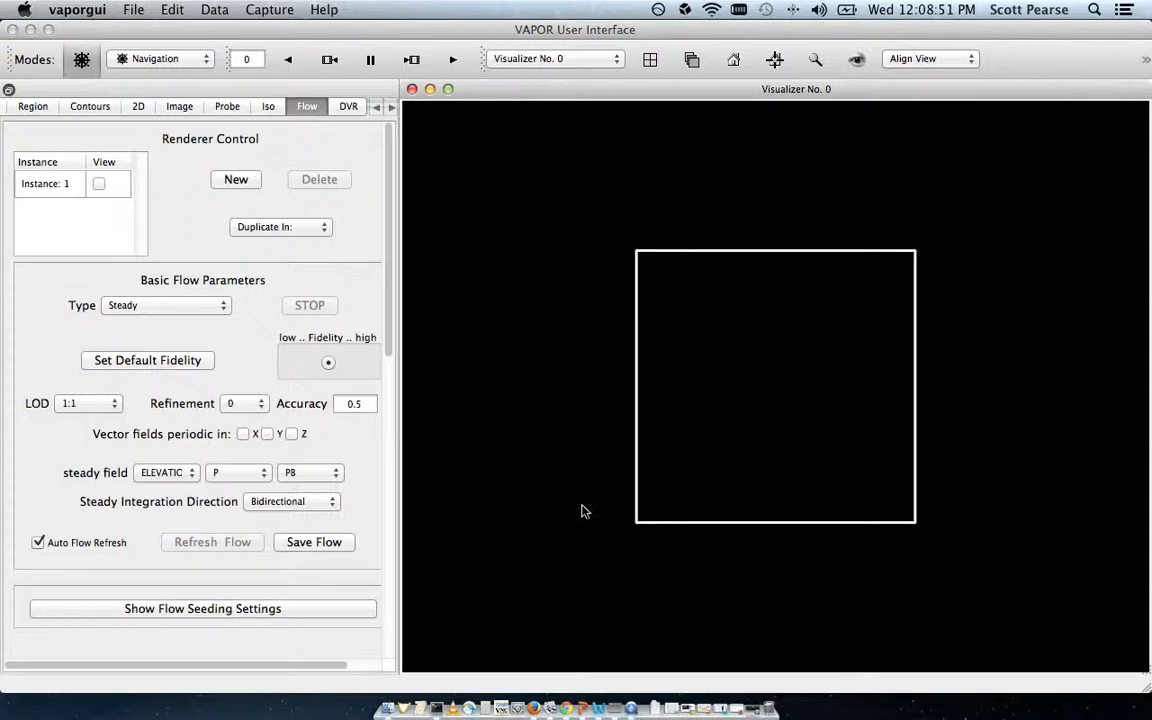 vaporgui File Edit Data Capture Help Wed 12:08:51 PM Scott Pearse
VAPOR User Interface
Modes: Navigation 0 Visualizer No. 0 Align View »
Visualizer No. 0
Region Contours 2D Image Probe Iso Flow DVR
Renderer Control
Instance View
Instance: 1
New Delete
Duplicate In:
Basic Flow Parameters
Type Steady STOP
low .. Fidelity .. high
Set Default Fidelity
LOD 1:1 Refinement 0 Accuracy 0.5
Vector fields periodic in: X Y Z
steady field ELEVATIC P PB
Steady Integration Direction Bidirectional
Auto Flow Refresh Refresh Flow Save Flow
Show Flow Seeding Settings